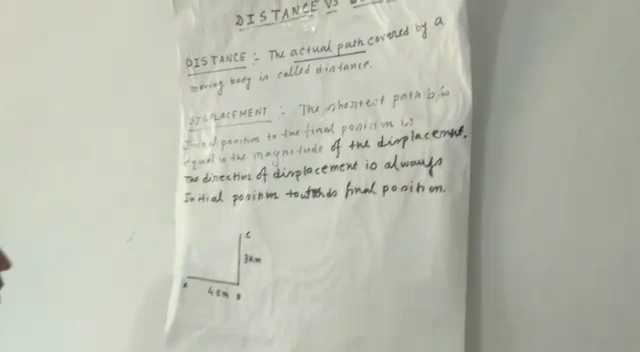 DISTANCE VS
DISTANCE :- The actual path covered by a
moving body is called distance.
DISPLACEMENT :- The shortest path b/w
Initial position to the final position is
equal to the magnitude of the displacement.
The direction of displacement is always
Initial position towards final position.
C
3km
A
4km
B